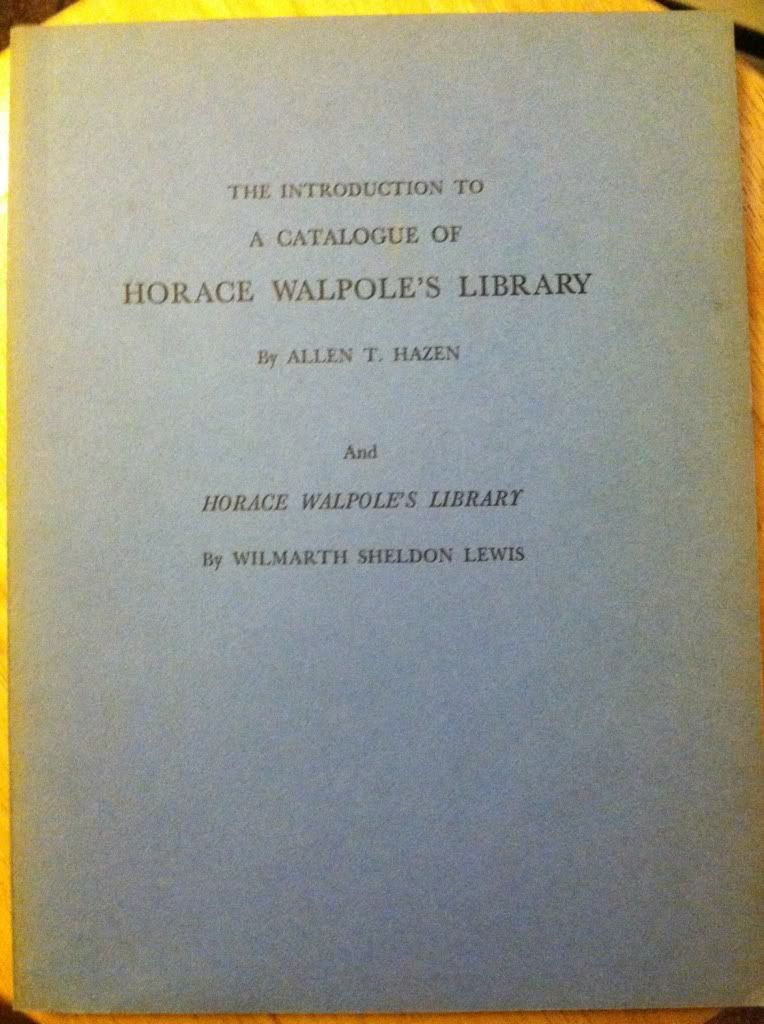 THE INTRODUCTION TO
A CATALOGUE OF
HORACE WALPOLE'S LIBRARY
By ALLEN T. HAZEN
And
HORACE WALPOLE'S LIBRARY
By WILMARTH SHELDON LEWIS